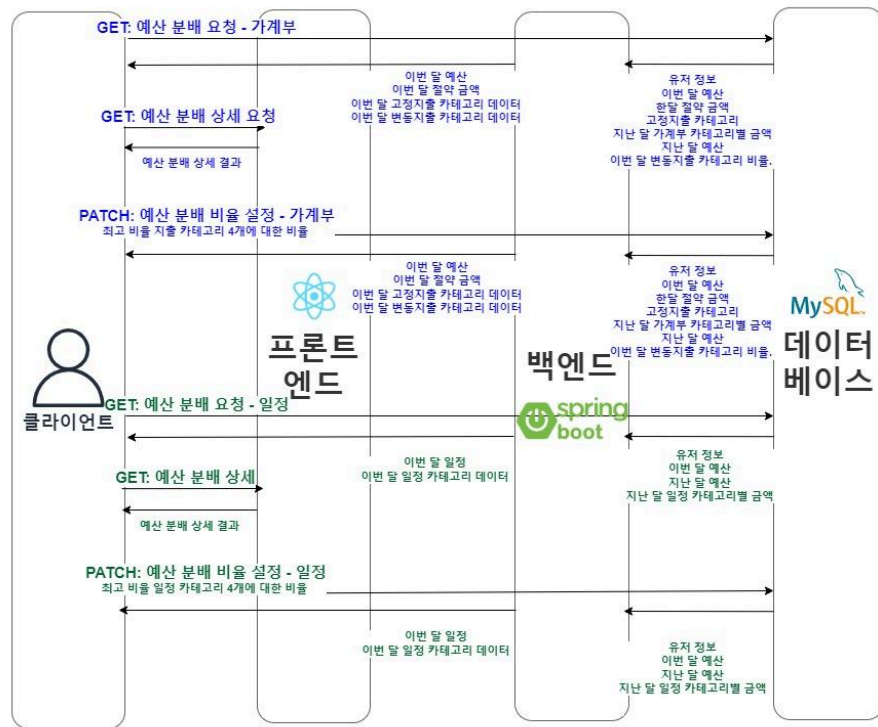 GET: 예산 분배 요청 - 가계부
이번 달 예산
이번 달 절약 금액
이번 달 고정지출 카테고리 데이터
이번 달 변동지출 카테고리 데이터
유저 정보
이번 달 예산
한달 절약 금액
고정지출 카테고리
지난 달 가계부 카테고리별 금액
지난 달 예산
이번 달 변동지출 카테고리 비율.
GET: 예산 분배 상세 요청
예산 분배 상세 결과
PATCH: 예산 분배 비율 설정 - 가계부
최고 비율 지출 카테고리 4개에 대한 비율
이번 달 예산
이번 달 절약 금액
이번 달 고정지출 카테고리 데이터
이번 달 변동지출 카테고리 데이터
유저 정보
이번 달 예산
한달 절약 금액
고정지출 카테고리
지난 달 가계부 카테고리별 금액
지난 달 예산
이번 달 변동지출 카테고리 비율.
클라이언트
프론트
엔드
백엔드
spring
boot
MySQL
데이터
베이스
GET: 예산 분배 요청 - 일정
이번 달 일정
이번 달 일정 카테고리 데이터
유저 정보
이번 달 예산
지난 달 예산
지난 달 일정 카테고리별 금액
GET: 예산 분배 상세
예산 분배 상세 결과
PATCH: 예산 분배 비율 설정 - 일정
최고 비율 일정 카테고리 4개에 대한 비율
이번 달 일정
이번 달 일정 카테고리 데이터
유저 정보
이번 달 예산
지난 달 예산
지난 달 일정 카테고리별 금액